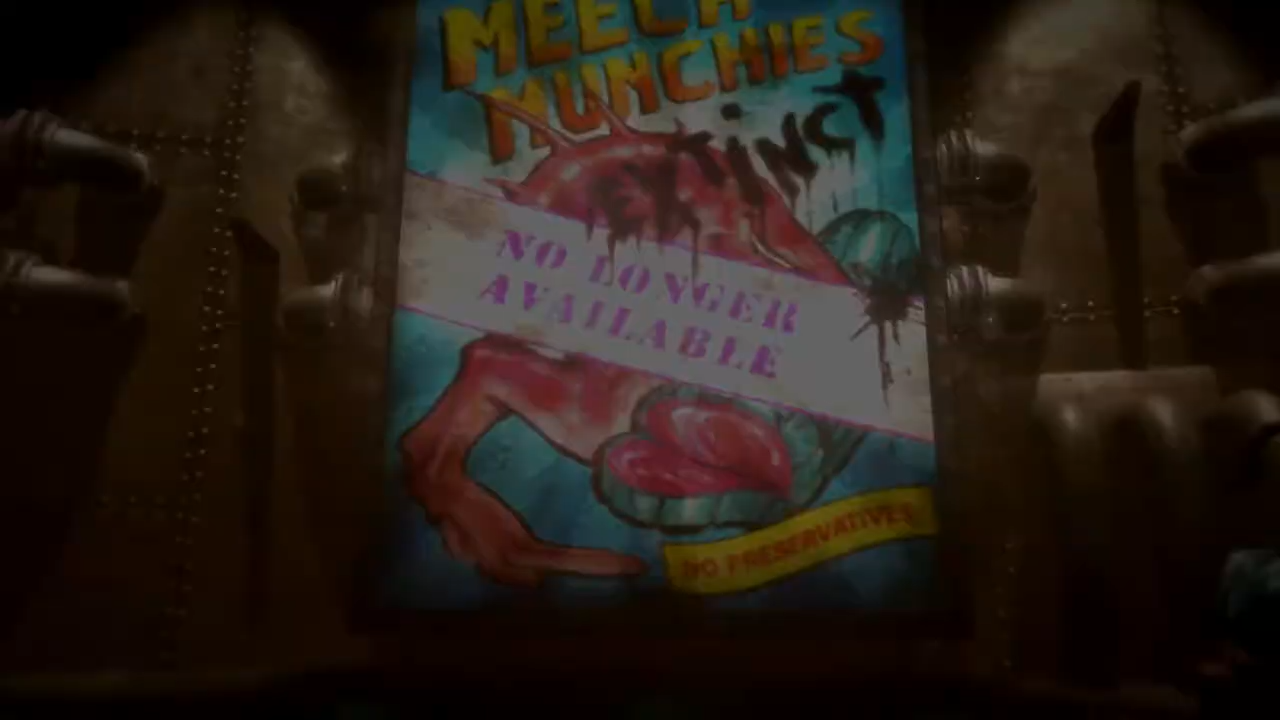 MEECH
MUNCHIES
EXTINCT
NO LONGER
AVAILABLE
NO PRESERVATIVES